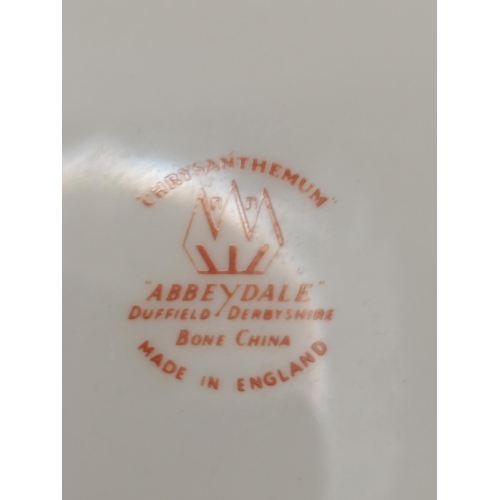 "CHRYSANTHEMUM"
"ABBEYDALE"
DUFFIELD DERBYSHIRE
BONE CHINA
MADE IN ENGLAND